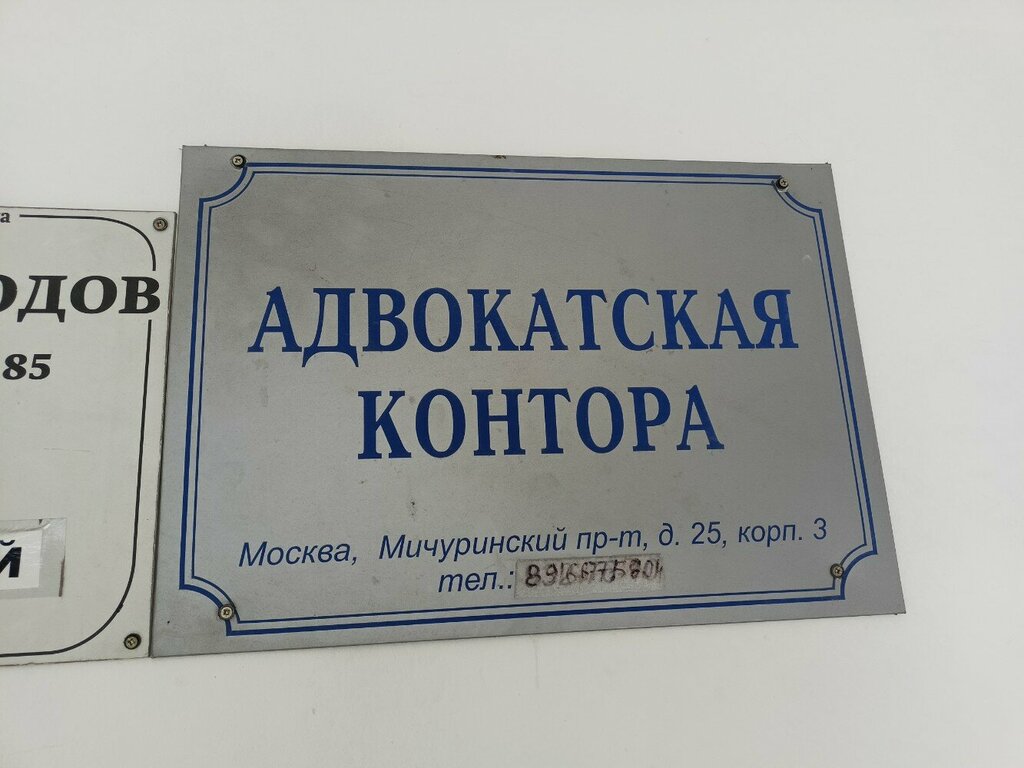 а
ОДОВ
85
Й
АДВОКАТСКАЯ
КОНТОРА
Москва, Мичуринский пр-т, д. 25, корп. 3
тел.: